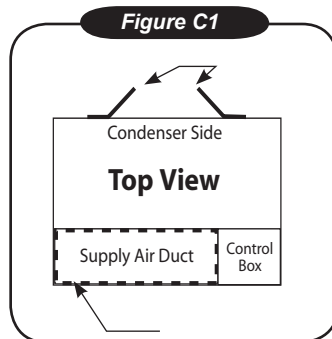 Figure C1
Condenser Side
Top View
Supply Air Duct
Control
Box